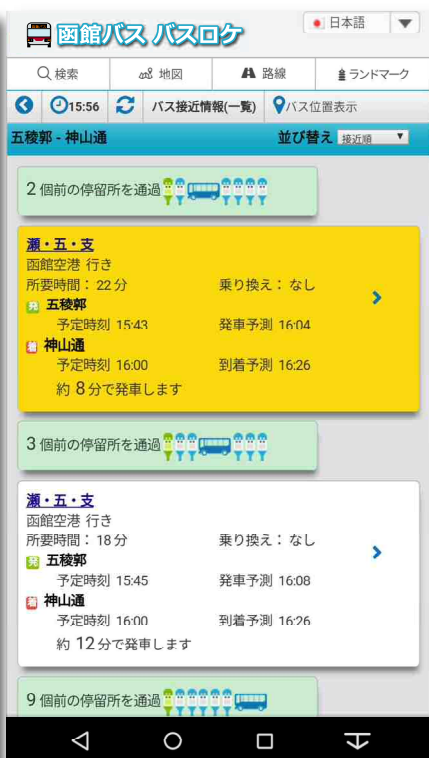 函館バス バスロケ
日本語
検索 地図 路線 ランドマーク
15:56 バス接近情報(一覧) バス位置表示
五稜郭 - 神山通 並び替え 接近順
2 個前の停留所を通過
瀬・五・支
函館空港 行き
所要時間： 22 分 乗り換え： なし
発 五稜郭
予定時刻 15:43 発車予測 16:04
着 神山通
予定時刻 16:00 到着予測 16:26
約 8 分で発車します
3 個前の停留所を通過
瀬・五・支
函館空港 行き
所要時間： 18 分 乗り換え： なし
発 五稜郭
予定時刻 15:45 発車予測 16:08
着 神山通
予定時刻 16:00 到着予測 16:26
約 12 分で発車します
9 個前の停留所を通過